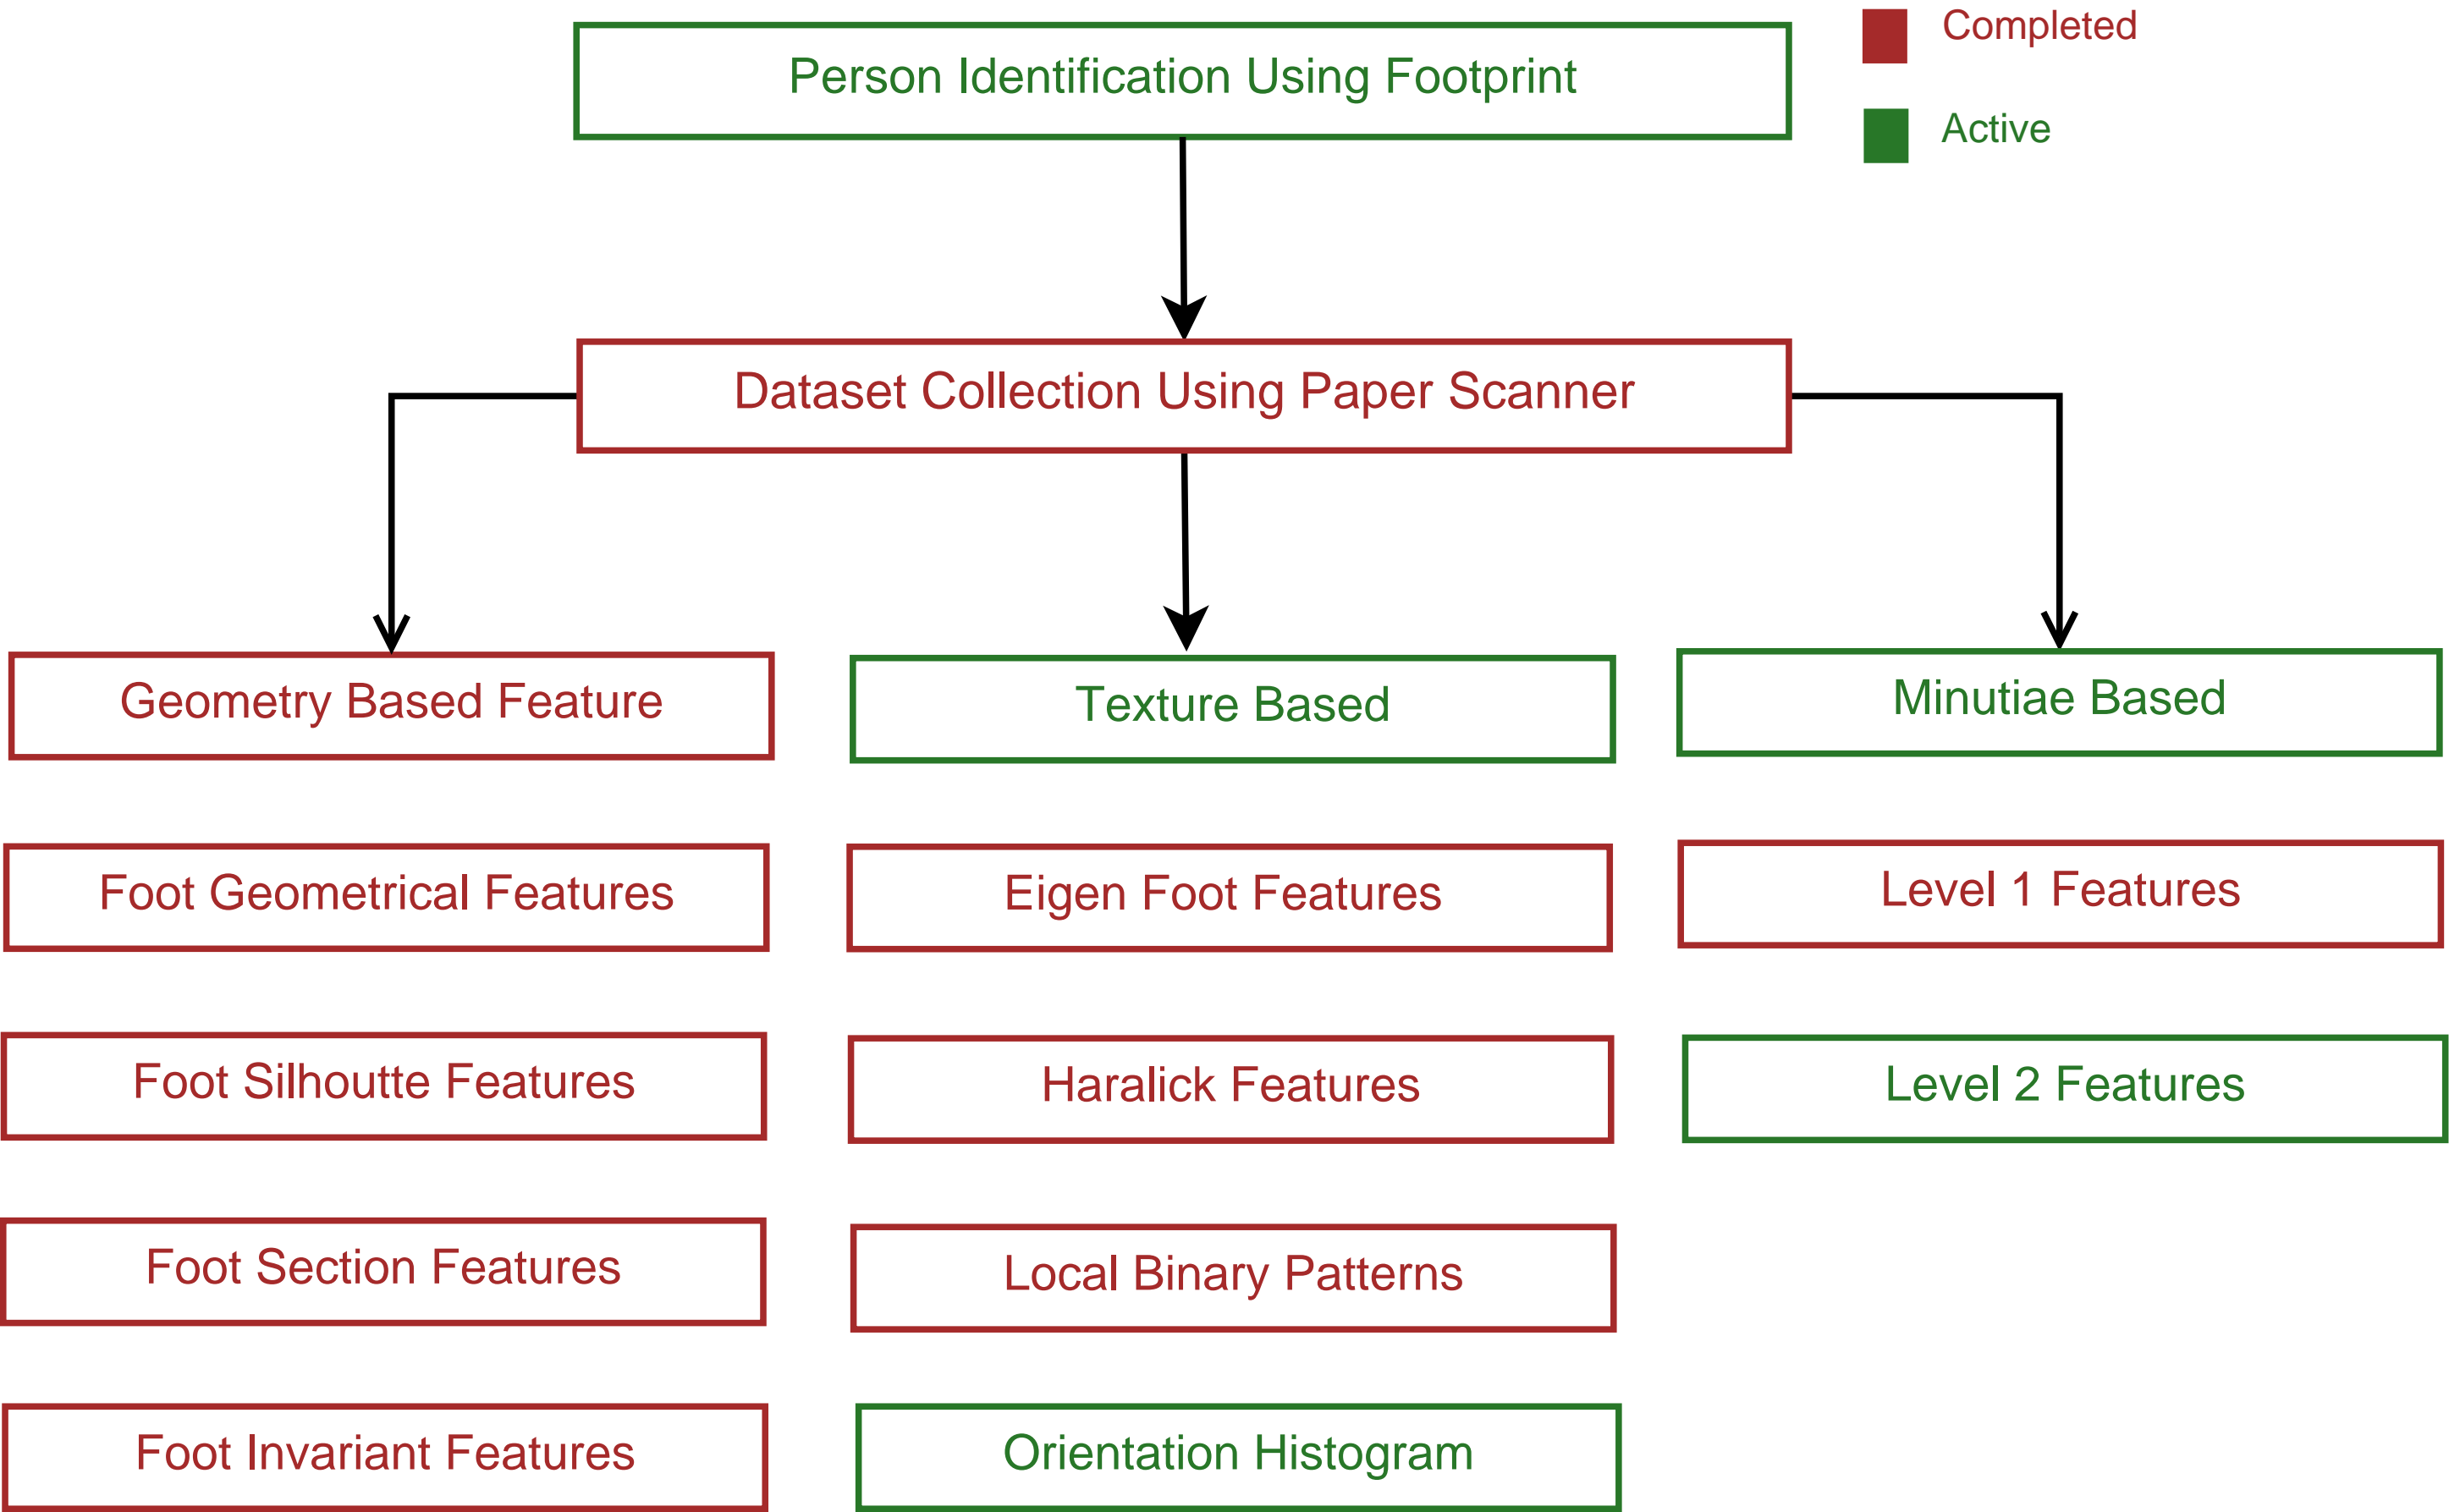 Person Identification Using Footprint
Completed
Active
Dataset Collection Using Paper Scanner
Geometry Based Feature
Texture Based
Minutiae Based
Foot Geometrical Features
Eign Foot Features
Level 1 Features
Foot Silhoutte Features
Haralick Features
Level 2 Features
Foot Section Features
Local Binary Patterns
Foot Invariant Features
Orientation Histogram